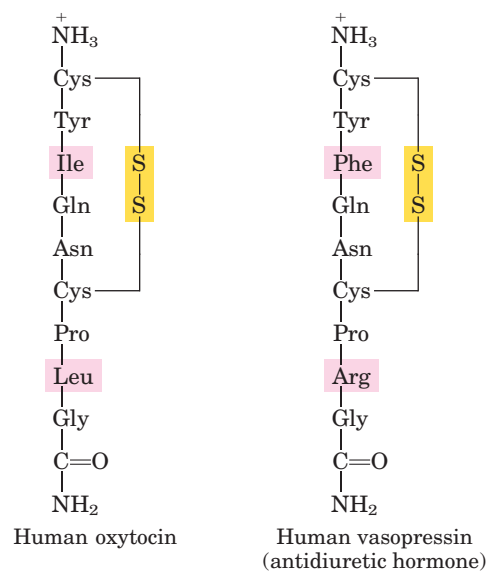 +
NH3
Cys
Tyr
Ile
S
Gln
S
Asn
Cys
Pro
Leu
Gly
C=O
NH2
Human oxytocin
+
NH3
Cys
Tyr
Phe
S
Gln
S
Asn
Cys
Pro
Arg
Gly
C=O
NH2
Human vasopressin
(antidiuretic hormone)